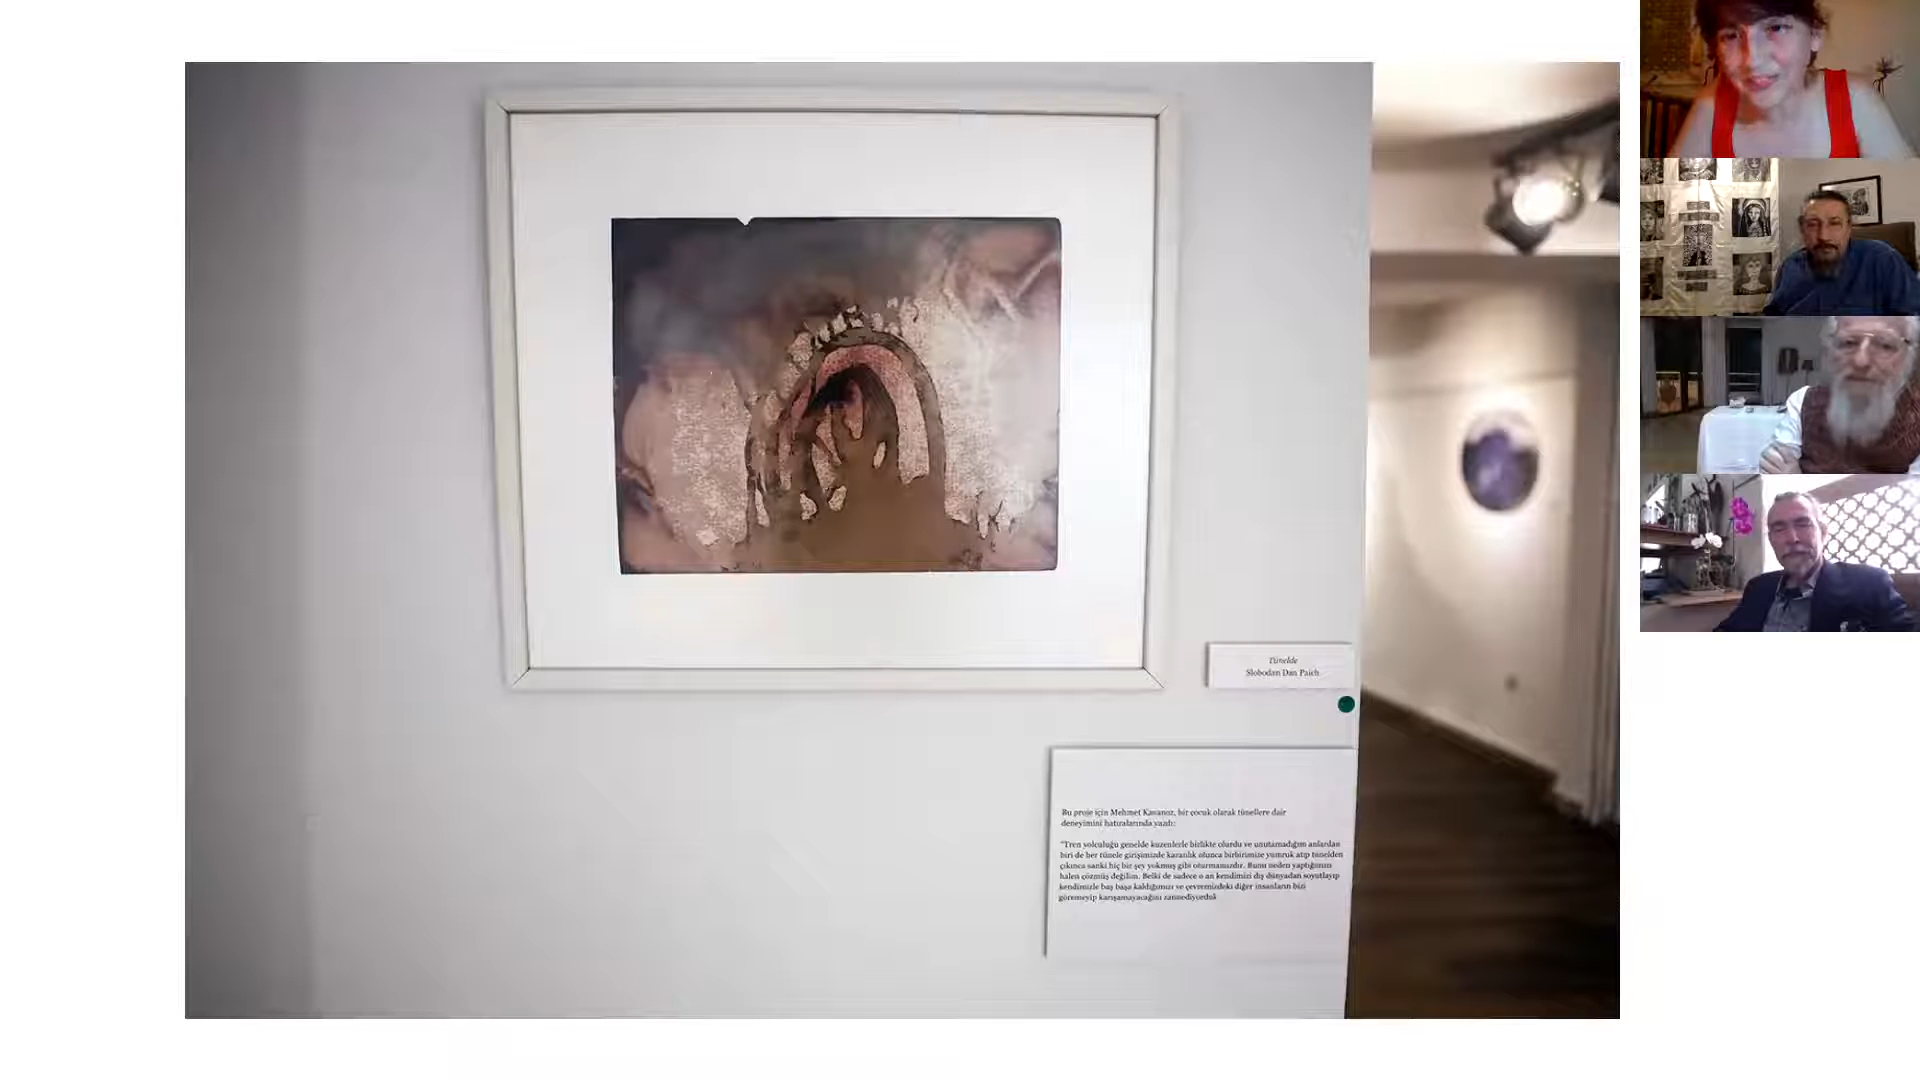 Tünelde
Slobodan Dan Paich
Bu proje için Mehmet Kavanoz, bir çocuk olarak tünellere dair
deneyimini hatıralarında yazdı:
"Tren yolculuğu genelde kuzenlerle birlikte olurdu ve unutamadığım anlardan
biri de her tünele girişimizde karanlık olunca birbirimize yumruk atıp tünelden
çıkınca sanki hiç bir şey yokmuş gibi oturmamızdır. Bunu neden yaptığımızı
halen çözmüş değilim. Belki de sadece o an kendimizi dış dünyadan soyutlayıp
kendimizle baş başa kaldığımızı ve çevremizdeki diğer insanların bizi
göremeyip karışamayacağını zannediyorduk